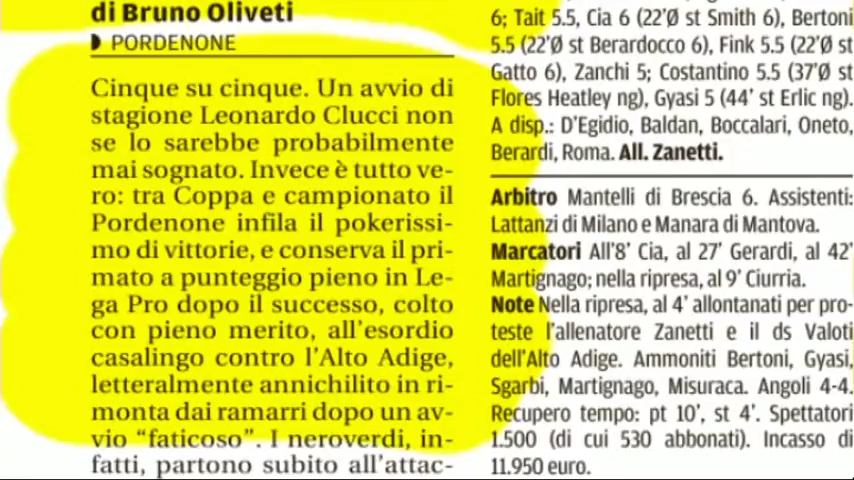 di Bruno Oliveti
PORDENONE
Cinque su cinque. Un avvio di
stagione Leonardo Clucci non
se lo sarebbe probabilmente
mai sognato. Invece è tutto ve-
ro: tra Coppa e campionato il
Pordenone infila il pokerissi-
mo di vittorie, e conserva il pri-
mato a punteggio pieno in Le-
ga Pro dopo il successo, colto
con pieno merito, all'esordio
casalingo contro l'Alto Adige,
letteralmente annichilito in ri-
monta dai ramarri dopo un av-
vio “faticoso”. I neroverdi, in-
fatti, partono subito all'attac-
6; Tait 5.5, Cia 6 (22'Ø st Smith 6), Bertoni
5.5 (22'Ø st Berardocco 6), Fink 5.5 (22'Ø st
Gatto 6), Zanchi 5; Costantino 5.5 (37'Ø st
Flores Heatley ng), Gyasi 5 (44' st Erlic ng).
A disp.: D'Egidio, Baldan, Boccalari, Oneto,
Berardi, Roma. All. Zanetti.
Arbitro Mantelli di Brescia 6. Assistenti:
Lattanzi di Milano e Manara di Mantova.
Marcatori All'8' Cia, al 27' Gerardi, al 42'
Martignago; nella ripresa, al 9' Ciurria.
Note Nella ripresa, al 4' allontanati per pro-
teste l'allenatore Zanetti e il ds Valoti
dell'Alto Adige. Ammoniti Bertoni, Gyasi,
Sgarbi, Martignago, Misuraca. Angoli 4-4.
Recupero tempo: pt 10', st 4'. Spettatori
1.500 (di cui 530 abbonati). Incasso di
11.950 euro.